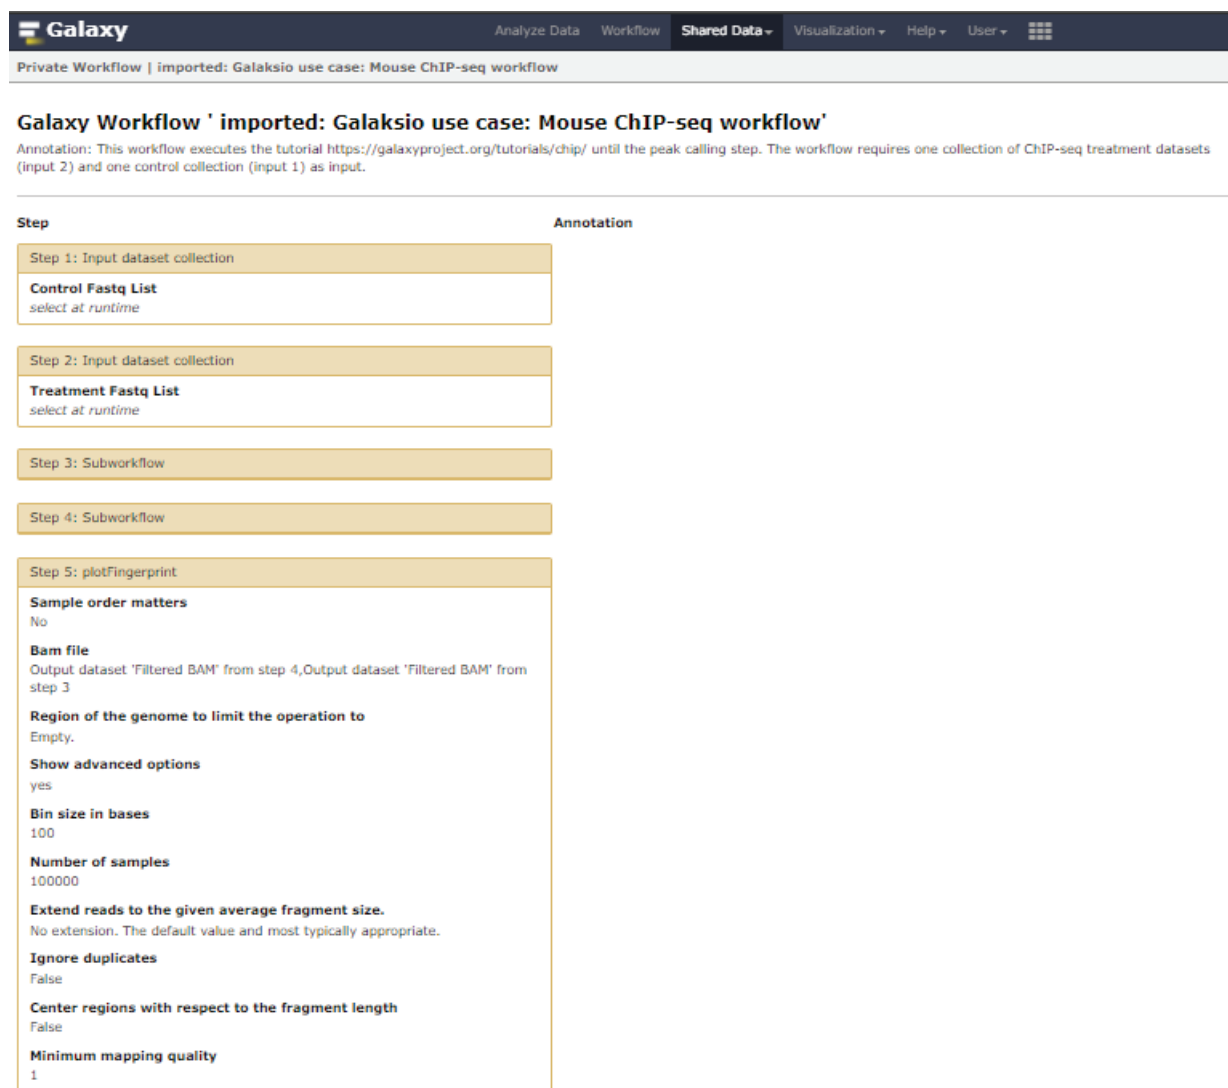 Galaxy
Analyze Data Workflow Shared Data Visualization Help User
Private Workflow | imported: Galaksio use case: Mouse ChIP-seq workflow
Galaxy Workflow ' imported: Galaksio use case: Mouse ChIP-seq workflow'
Annotation: This workflow executes the tutorial https://galaxyproject.org/tutorials/chip/ until the peak calling step. The workflow requires one collection of ChIP-seq treatment datasets
(input 2) and one control collection (input 1) as input.
Step
Annotation
Step 1: Input dataset collection
Control Fastq List
select at runtime
Step 2: Input dataset collection
Treatment Fastq List
select at runtime
Step 3: Subworkflow
Step 4: Subworkflow
Step 5: plotFingerprint
Sample order matters
No
Bam file
Output dataset 'Filtered BAM' from step 4,Output dataset 'Filtered BAM' from
step 3
Region of the genome to limit the operation to
Empty.
Show advanced options
yes
Bin size in bases
100
Number of samples
100000
Extend reads to the given average fragment size.
No extension. The default value and most typically appropriate.
Ignore duplicates
False
Center regions with respect to the fragment length
False
Minimum mapping quality
1